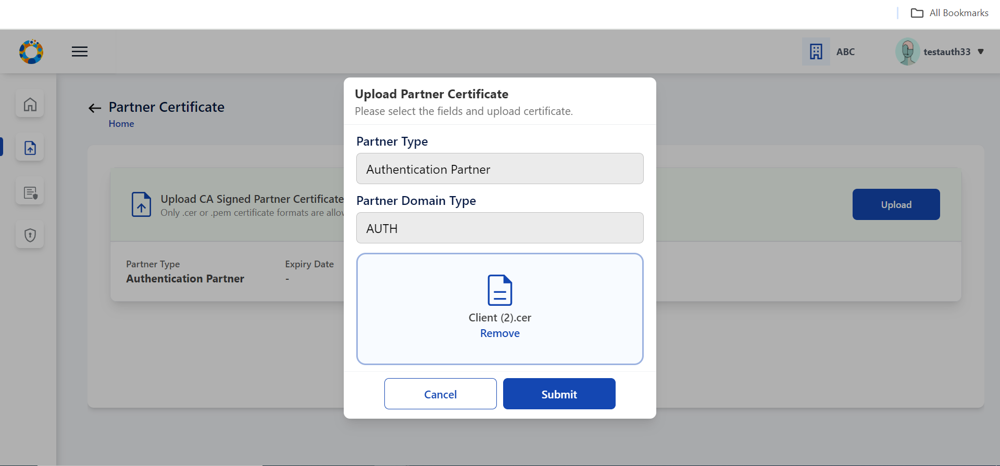 All Bookmarks
ABC
testauth33
Partner Certificate
Home
Upload CA Signed Partner Certificate
Only .cer or .pem certificate formats are
Upload
Partner Type
Expiry Date
Authentication Partner
-
Upload Partner Certificate
Please select the fields and upload certificate.
Partner Type
Authentication Partner
Partner Domain Type
AUTH
Client (2).cer
Remove
Cancel
Submit